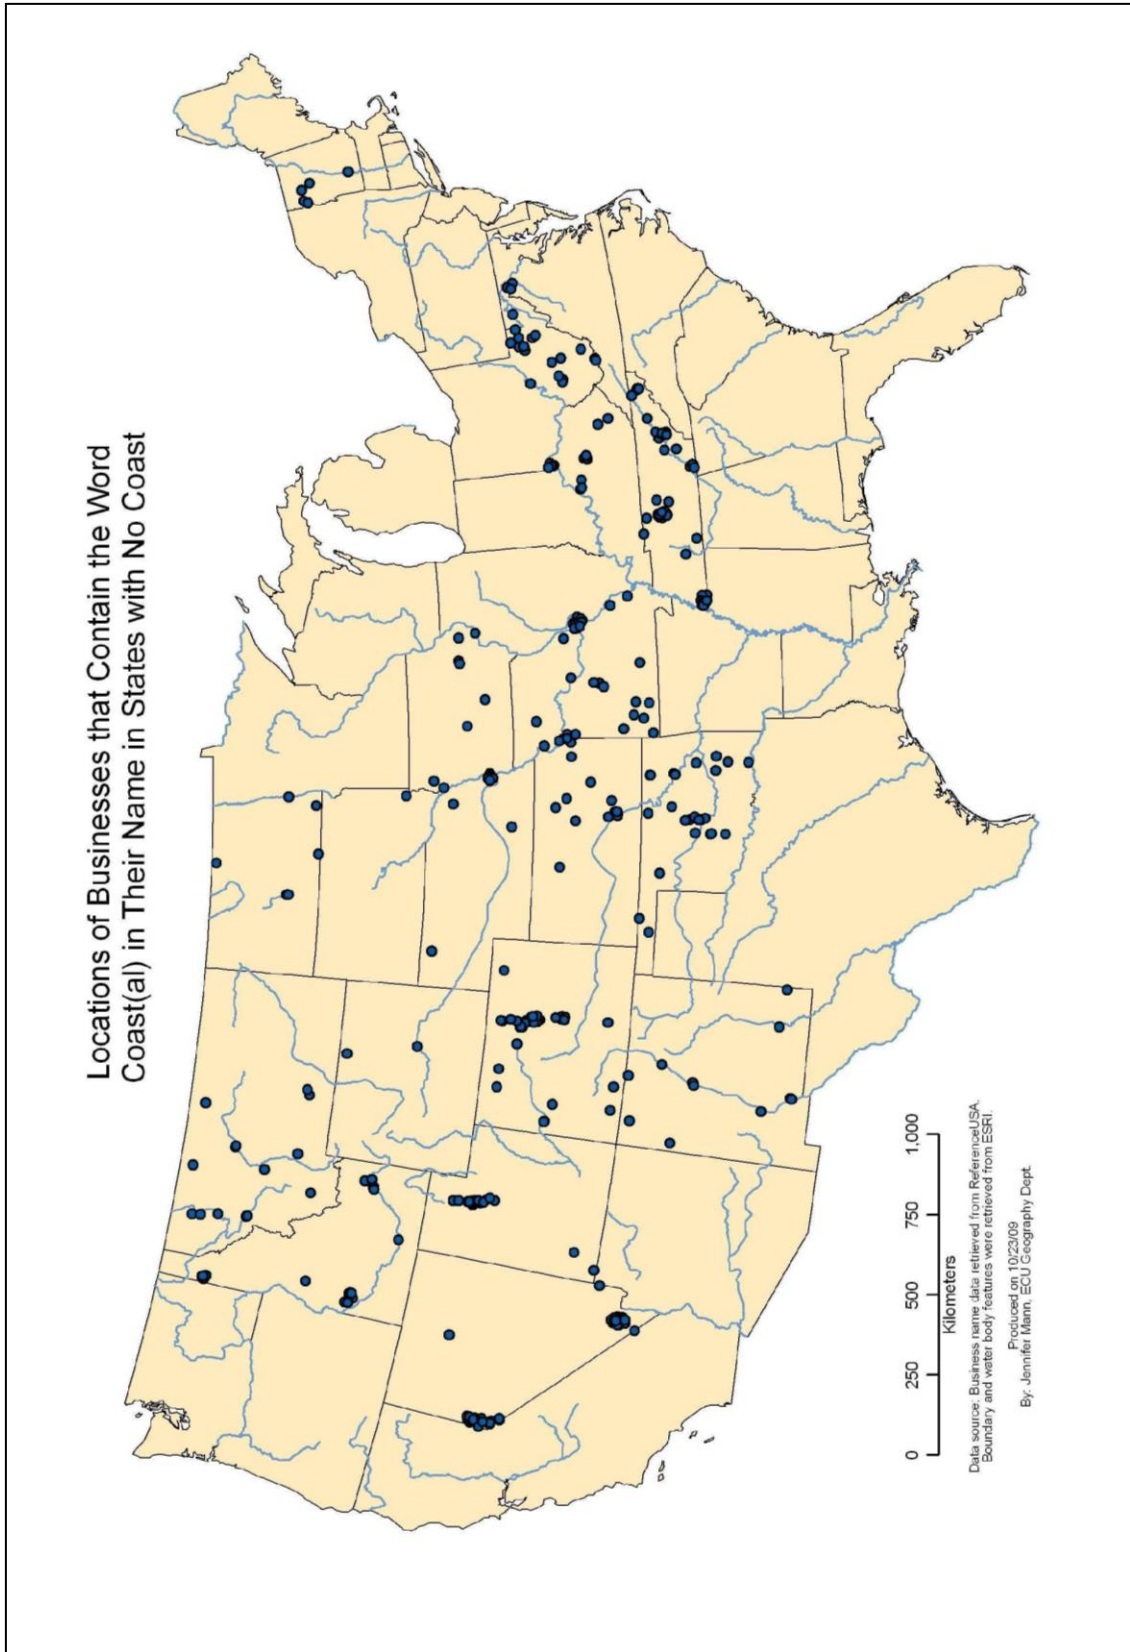 Locations of Businesses that Contain the Word
Coast(al) in Their Name in States with No Coast
0 250 500 750 1,000
Kilometers
Data source: Business name data retrieved from ReferenceUSA.
Boundary and water body features were retrieved from ESRI.
Produced on 10/23/09
By: Jennifer Mann, ECU Geography Dept.